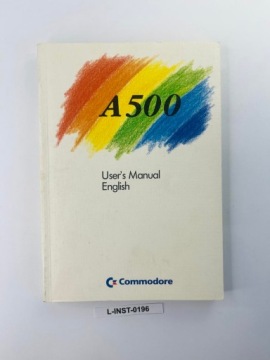 A500
User's Manual
English
Commodore
L-INST-0196